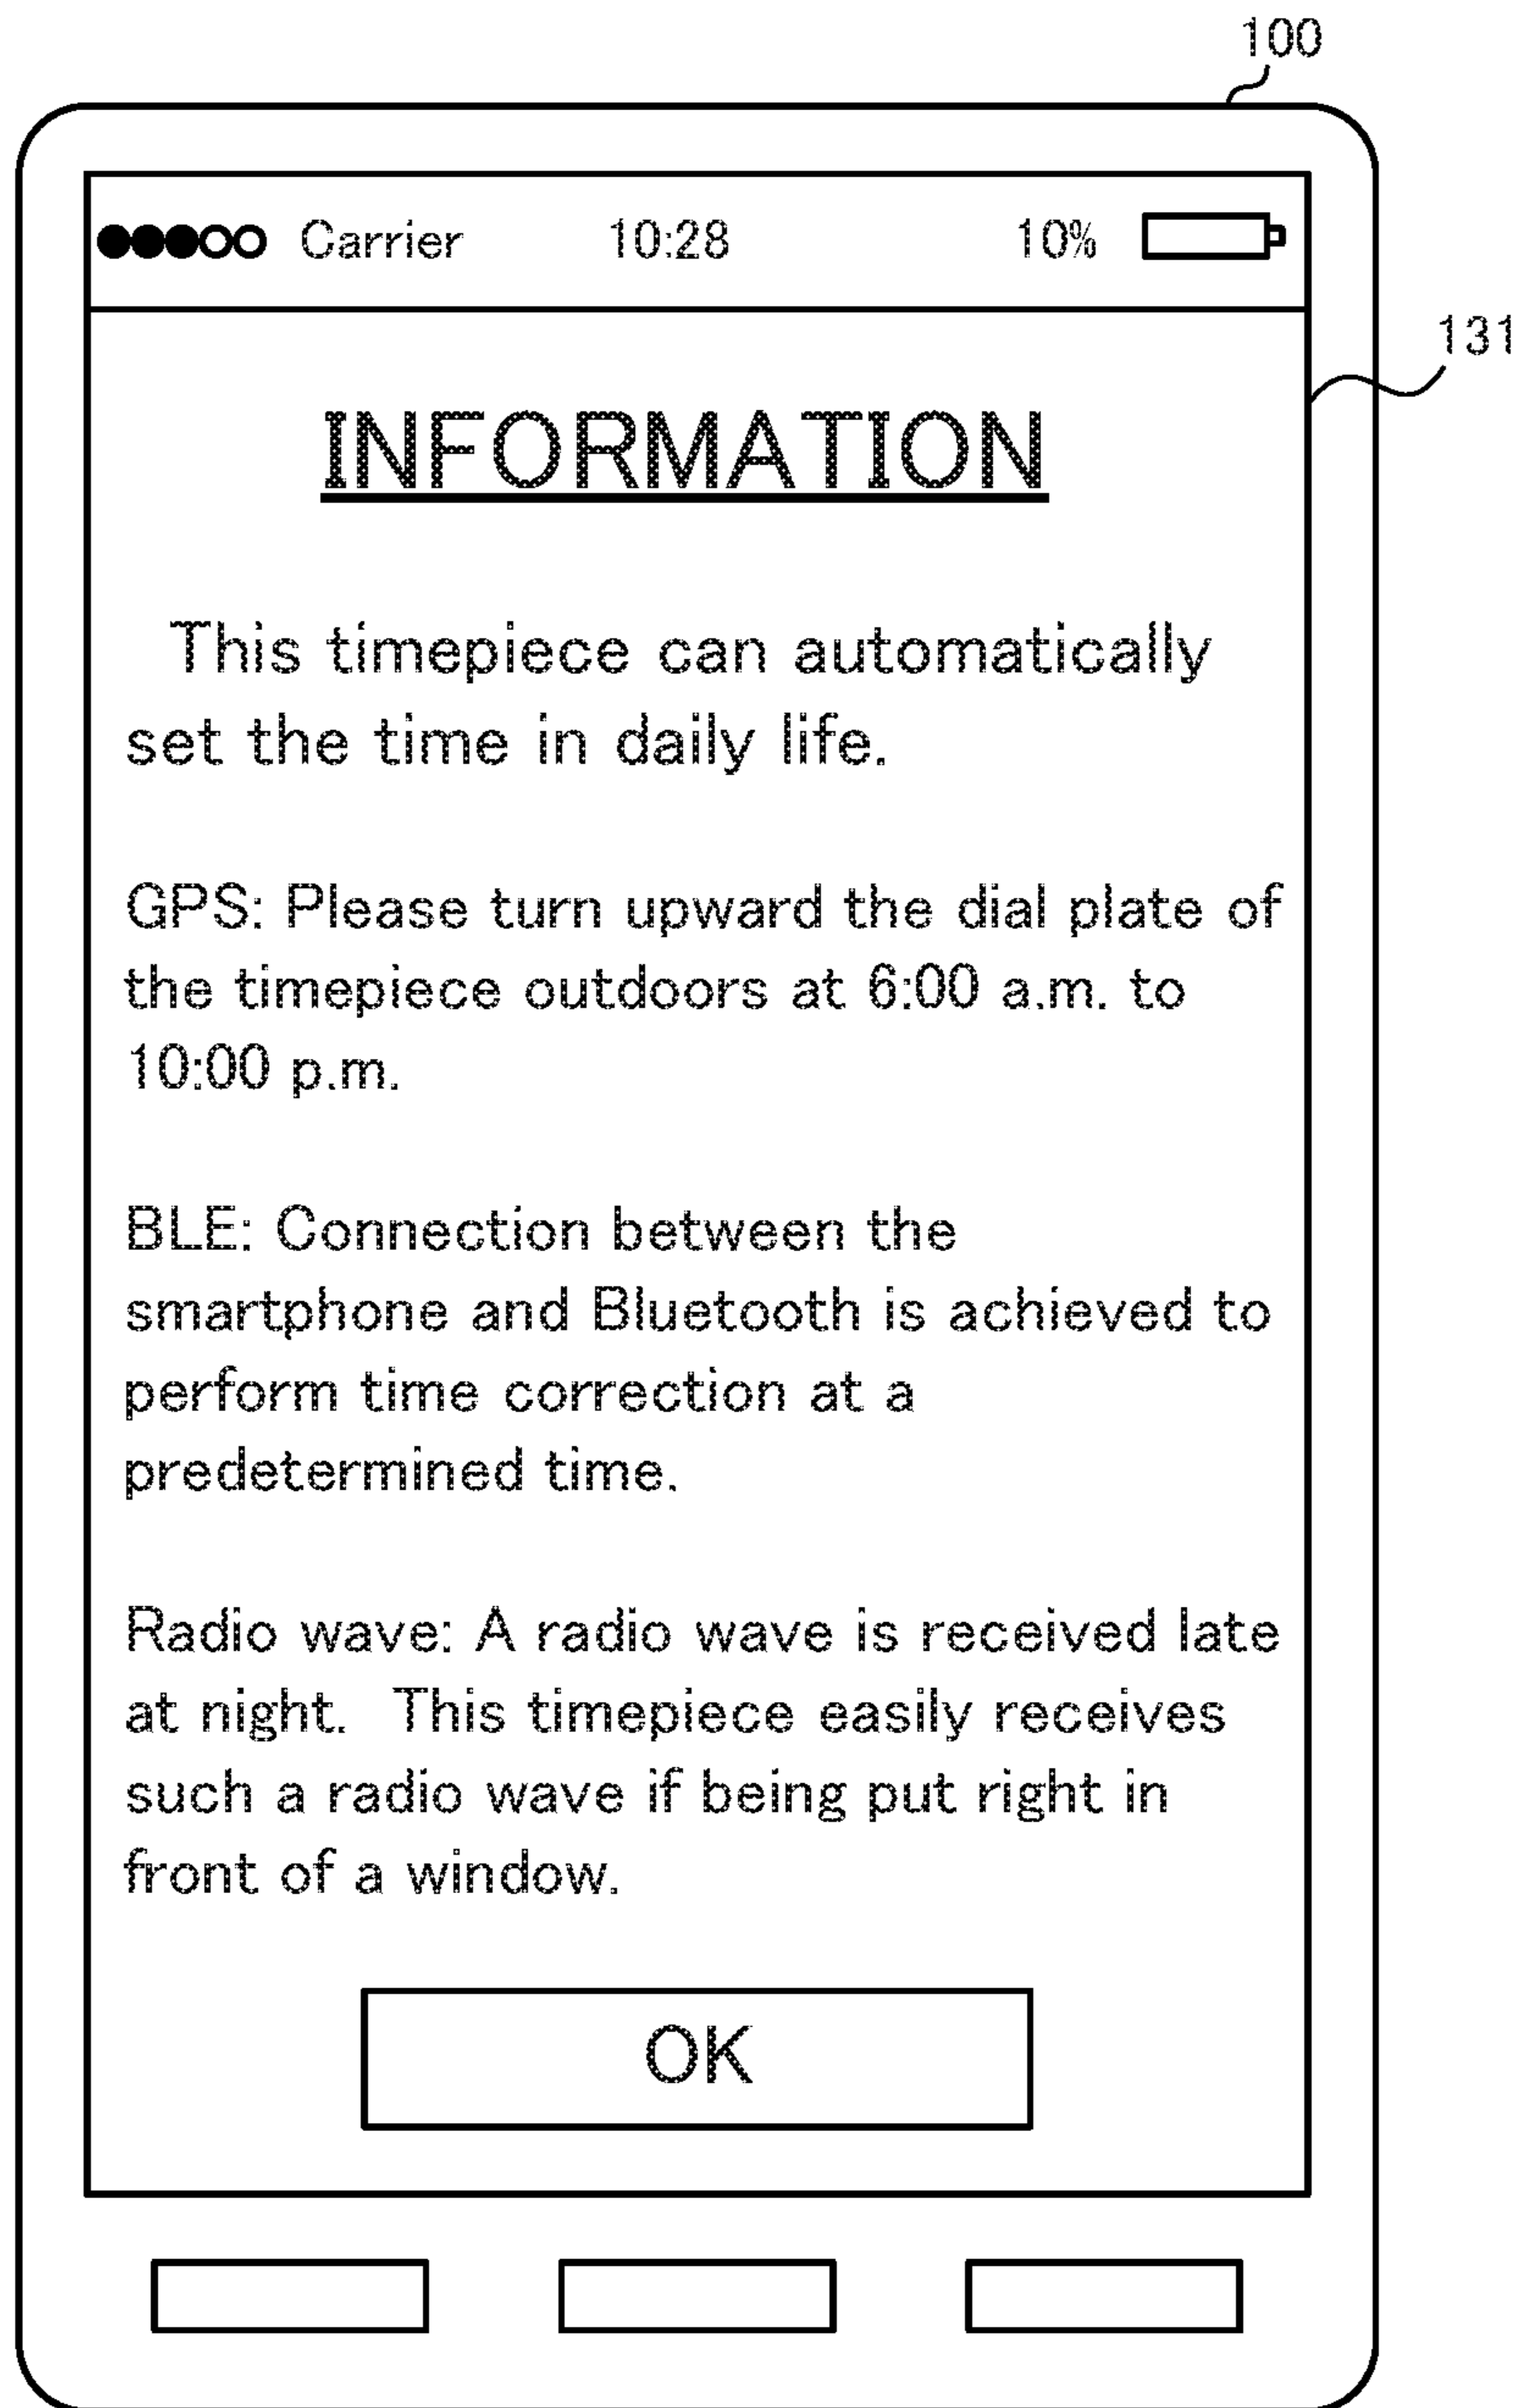 100
Carrier 10:28 10%
131
INFORMATION
This timepiece can automatically
set the time in daily life.
GPS: Please turn upward the dial plate of
the timepiece outdoors at 6:00 a.m. to
10:00 p.m.
BLE: Connection between the
smartphone and Bluetooth is achieved to
perform time correction at a
predetermined time.
Radio wave: A radio wave is received late
at night. This timepiece easily receives
such a radio wave if being put right in
front of a window.
OK